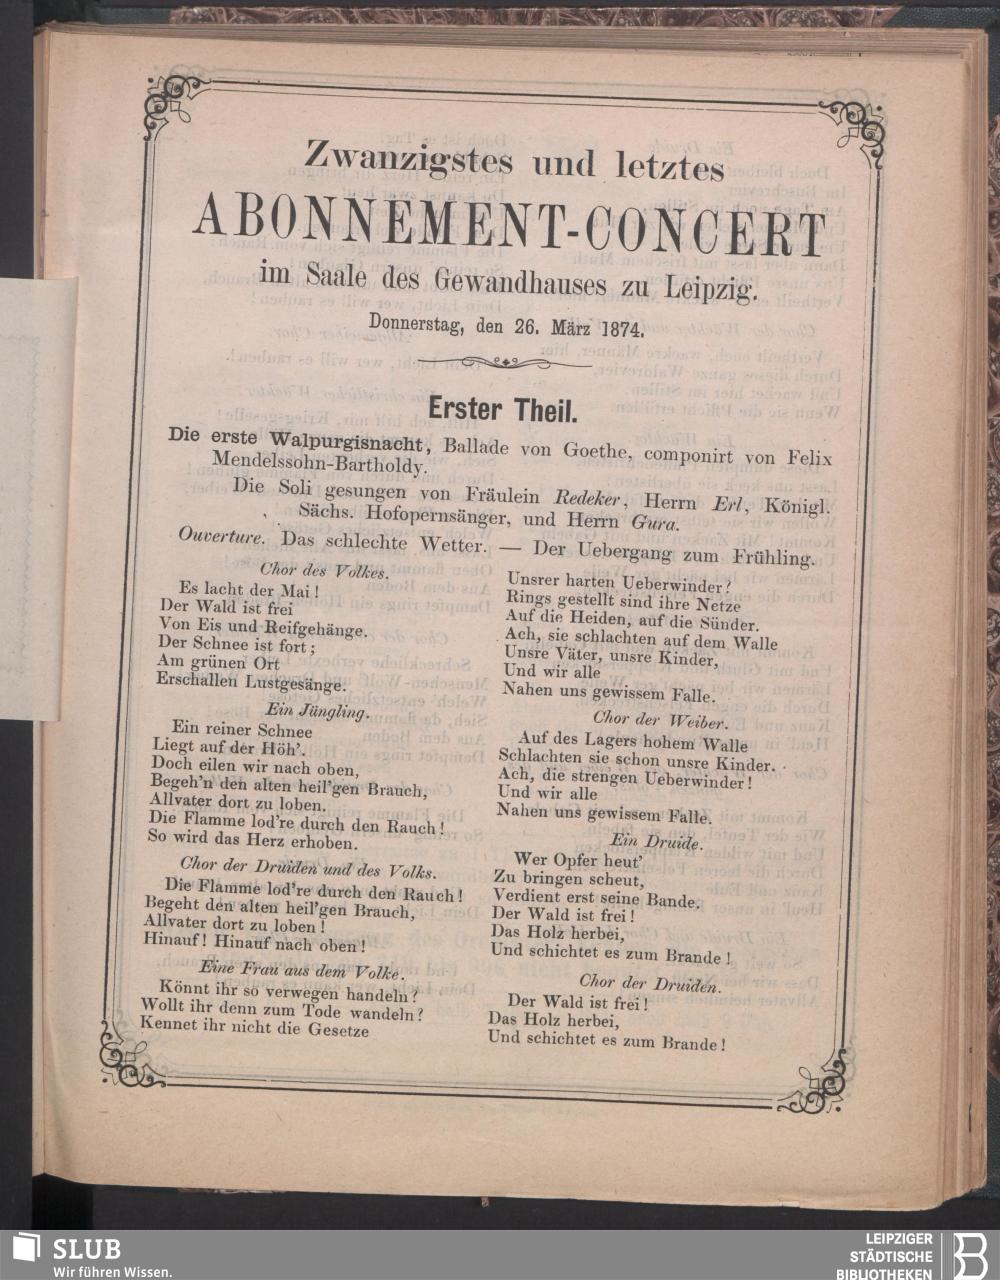 Zwanzigstes und letztes
ABONNEMENT-CONCERT
im Saale des Gewandhauses zu Leipzig.
Donnerstag, den 26. März 1874.
Erster Theil.
Die erste Walpurgisnacht, Ballade von Goethe, componirt von Felix
Mendelssohn-Bartholdy.
Die Soli gesungen von Fräulein Redeker, Herrn Erl, Königl.
Sächs. Hofopernsänger, und Herrn Gura.
Ouverture. Das schlechte Wetter. — Der Uebergang zum Frühling.
Chor des Volkes.
Es lacht der Mai!
Der Wald ist frei
Von Eis und Reifgehänge.
Der Schnee ist fort;
Am grünen Ort
Erschallen Lustgesänge.
Ein Jüngling.
Ein reiner Schnee
Liegt auf der Höh'.
Doch eilen wir nach oben,
Begeh'n den alten heil'gen Brauch,
Allvater dort zu loben.
Die Flamme lod're durch den Rauch!
So wird das Herz erhoben.
Chor der Druiden und des Volks.
Die Flamme lod're durch den Rauch!
Begeht den alten heil'gen Brauch,
Allvater dort zu loben!
Hinauf! Hinauf nach oben!
Eine Frau aus dem Volke.
Könnt ihr so verwegen handeln?
Wollt ihr denn zum Tode wandeln?
Kennet ihr nicht die Gesetze
Unsrer harten Ueberwinder?
Rings gestellt sind ihre Netze
Auf die Heiden, auf die Sünder.
Ach, sie schlachten auf dem Walle
Unsre Väter, unsre Kinder,
Und wir alle
Nahen uns gewissem Falle.
Chor der Weiber.
Auf des Lagers hohem Walle
Schlachten sie schon unsre Kinder.
Ach, die strengen Ueberwinder!
Und wir alle
Nahen uns gewissem Falle.
Ein Druide.
Wer Opfer heut'
Zu bringen scheut,
Verdient erst seine Bande.
Der Wald ist frei!
Das Holz herbei,
Und schichtet es zum Brande!
Chor der Druiden.
Der Wald ist frei!
Das Holz herbei,
Und schichtet es zum Brande!
SLUB
Wir führen Wissen.
LEIPZIGER
STÄDTISCHE
BIBLIOTHEKEN